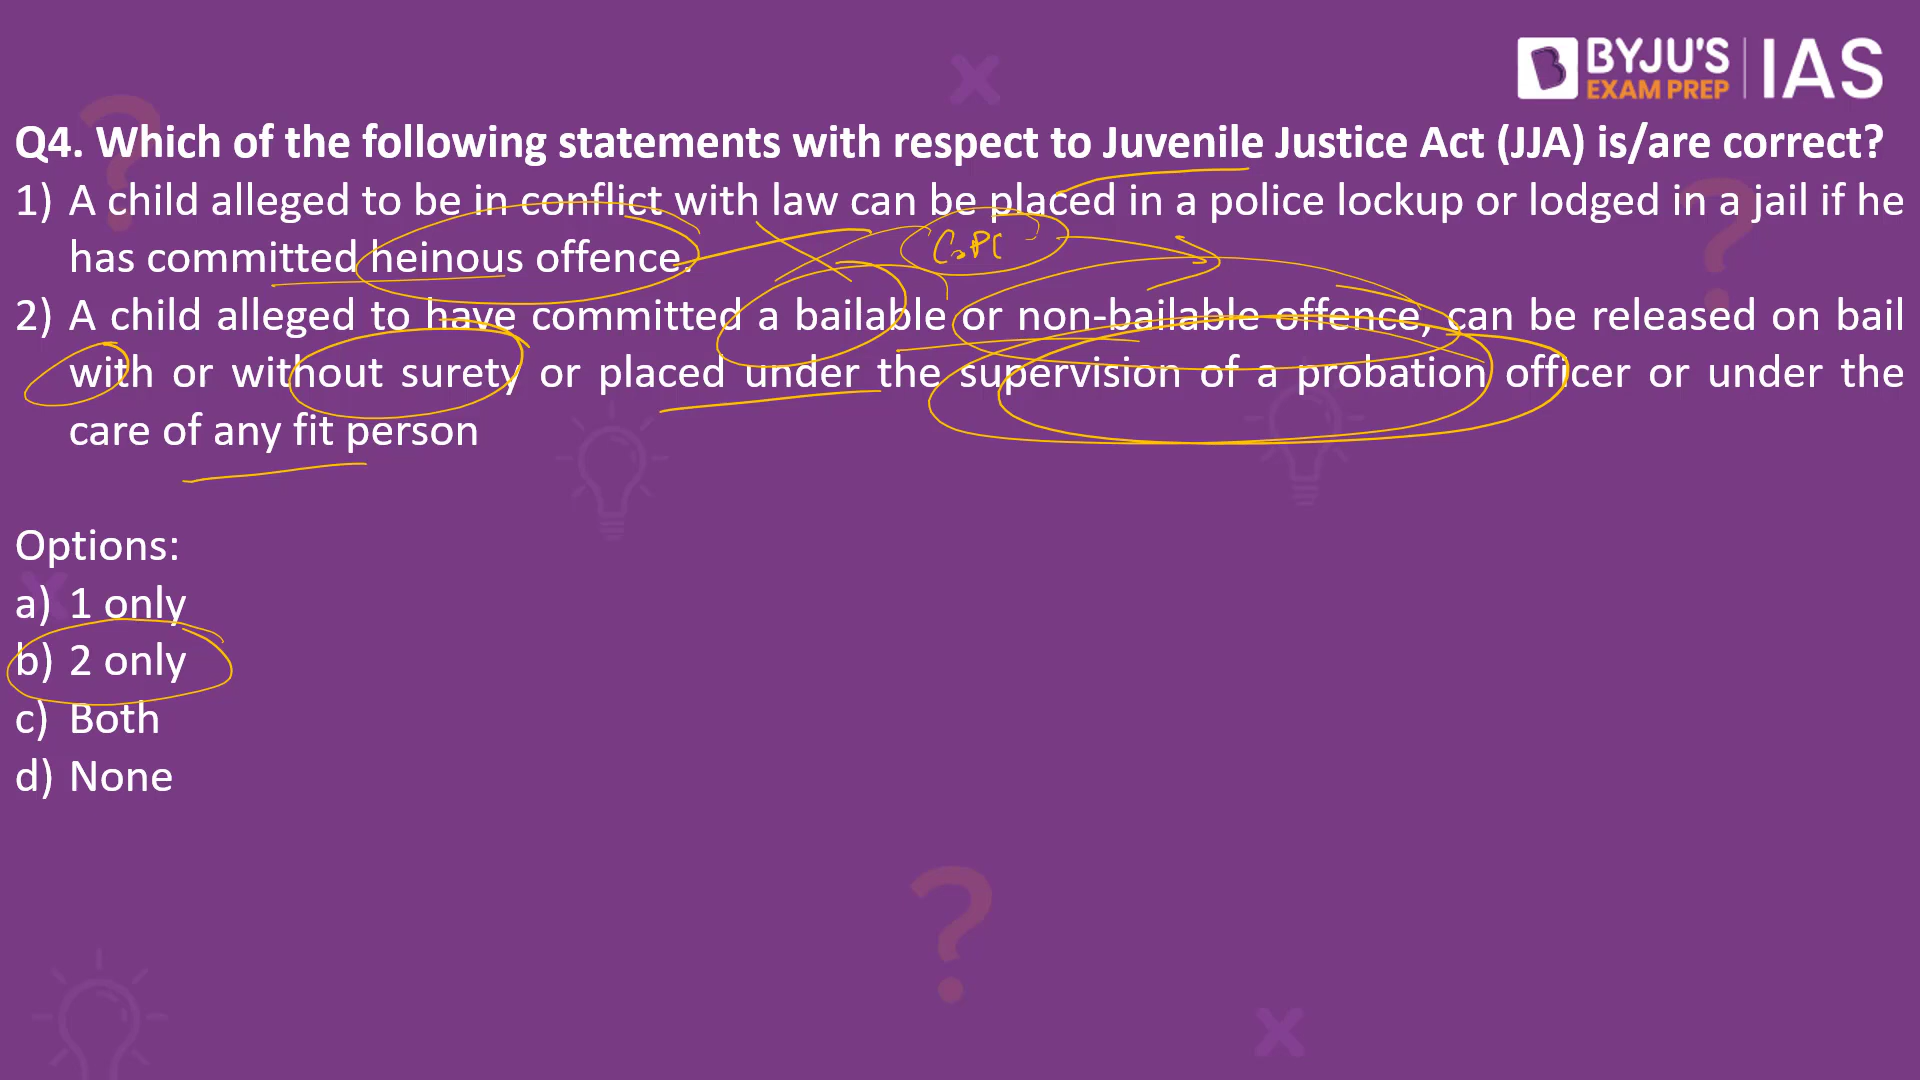 BYJU'S
EXAM PREP
IAS
Q4. Which of the following statements with respect to Juvenile Justice Act (JJA) is/are correct?
1) A child alleged to be in conflict with law can be placed in a police lockup or lodged in a jail if he
has committed heinous offence.
CrPC
2) A child alleged to have committed a bailable or non-bailable offence, can be released on bail
with or without surety or placed under the supervision of a probation officer or under the
care of any fit person
Options:
a) 1 only
b) 2 only
c) Both
d) None